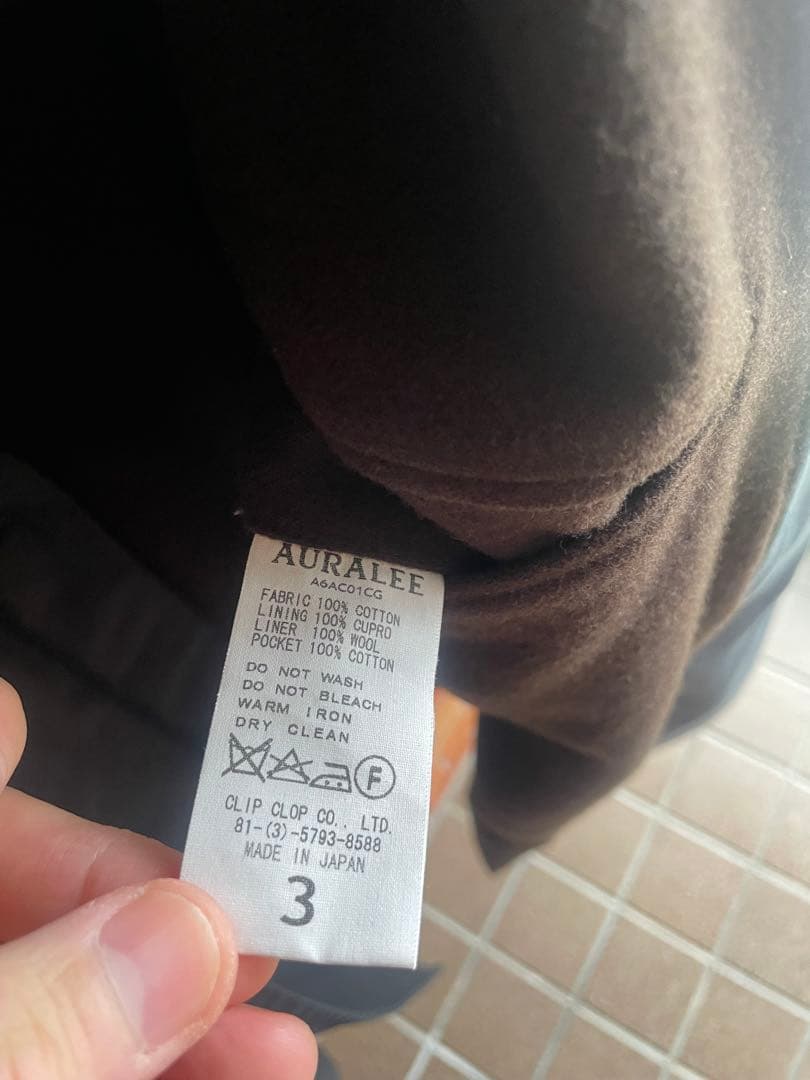 AURALEE
A6AC01CG
FABRIC 100% COTTON
LINING 100% CUPRO
LINER 100% WOOL
POCKET 100% COTTON
DO NOT WASH
DO NOT BLEACH
WARM IRON
DRY CLEAN
F
CLIP CLOP CO., LTD.
81-(3)-5793-8588
MADE IN JAPAN
3